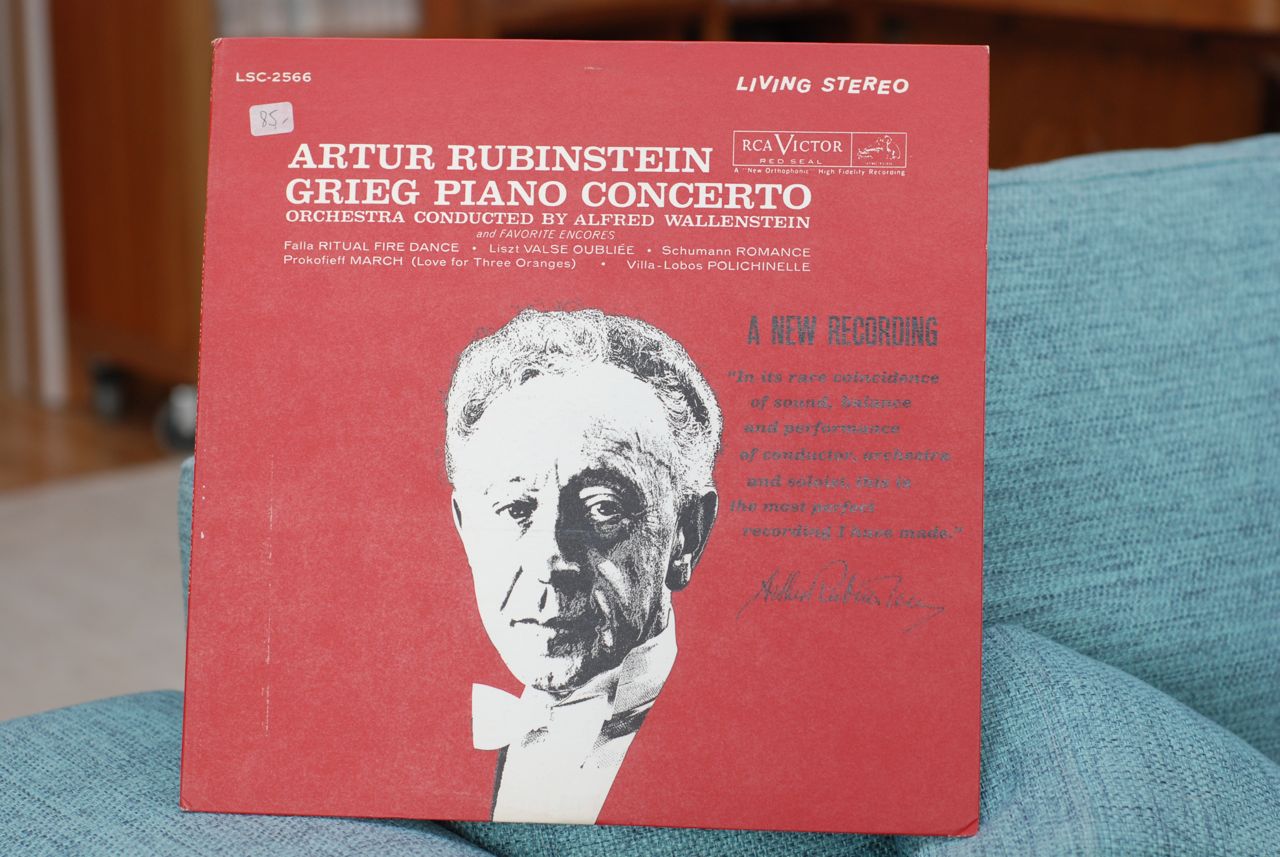 LSC-2566
LIVING STEREO
85,-
RCA VICTOR
RED SEAL
A "New Orthophonic" High Fidelity Recording
ARTUR RUBINSTEIN
GRIEG PIANO CONCERTO
ORCHESTRA CONDUCTED BY ALFRED WALLENSTEIN
and FAVORITE ENCORES
Falla RITUAL FIRE DANCE • Liszt VALSE OUBLIÉE • Schumann ROMANCE
Prokofieff MARCH (Love for Three Oranges) • Villa-Lobos POLICHINELLE
A NEW RECORDING
"In its rare coincidence
of sound, balance
and performance
of conductor, orchestra
and soloist, this is
the most perfect
recording I have made."